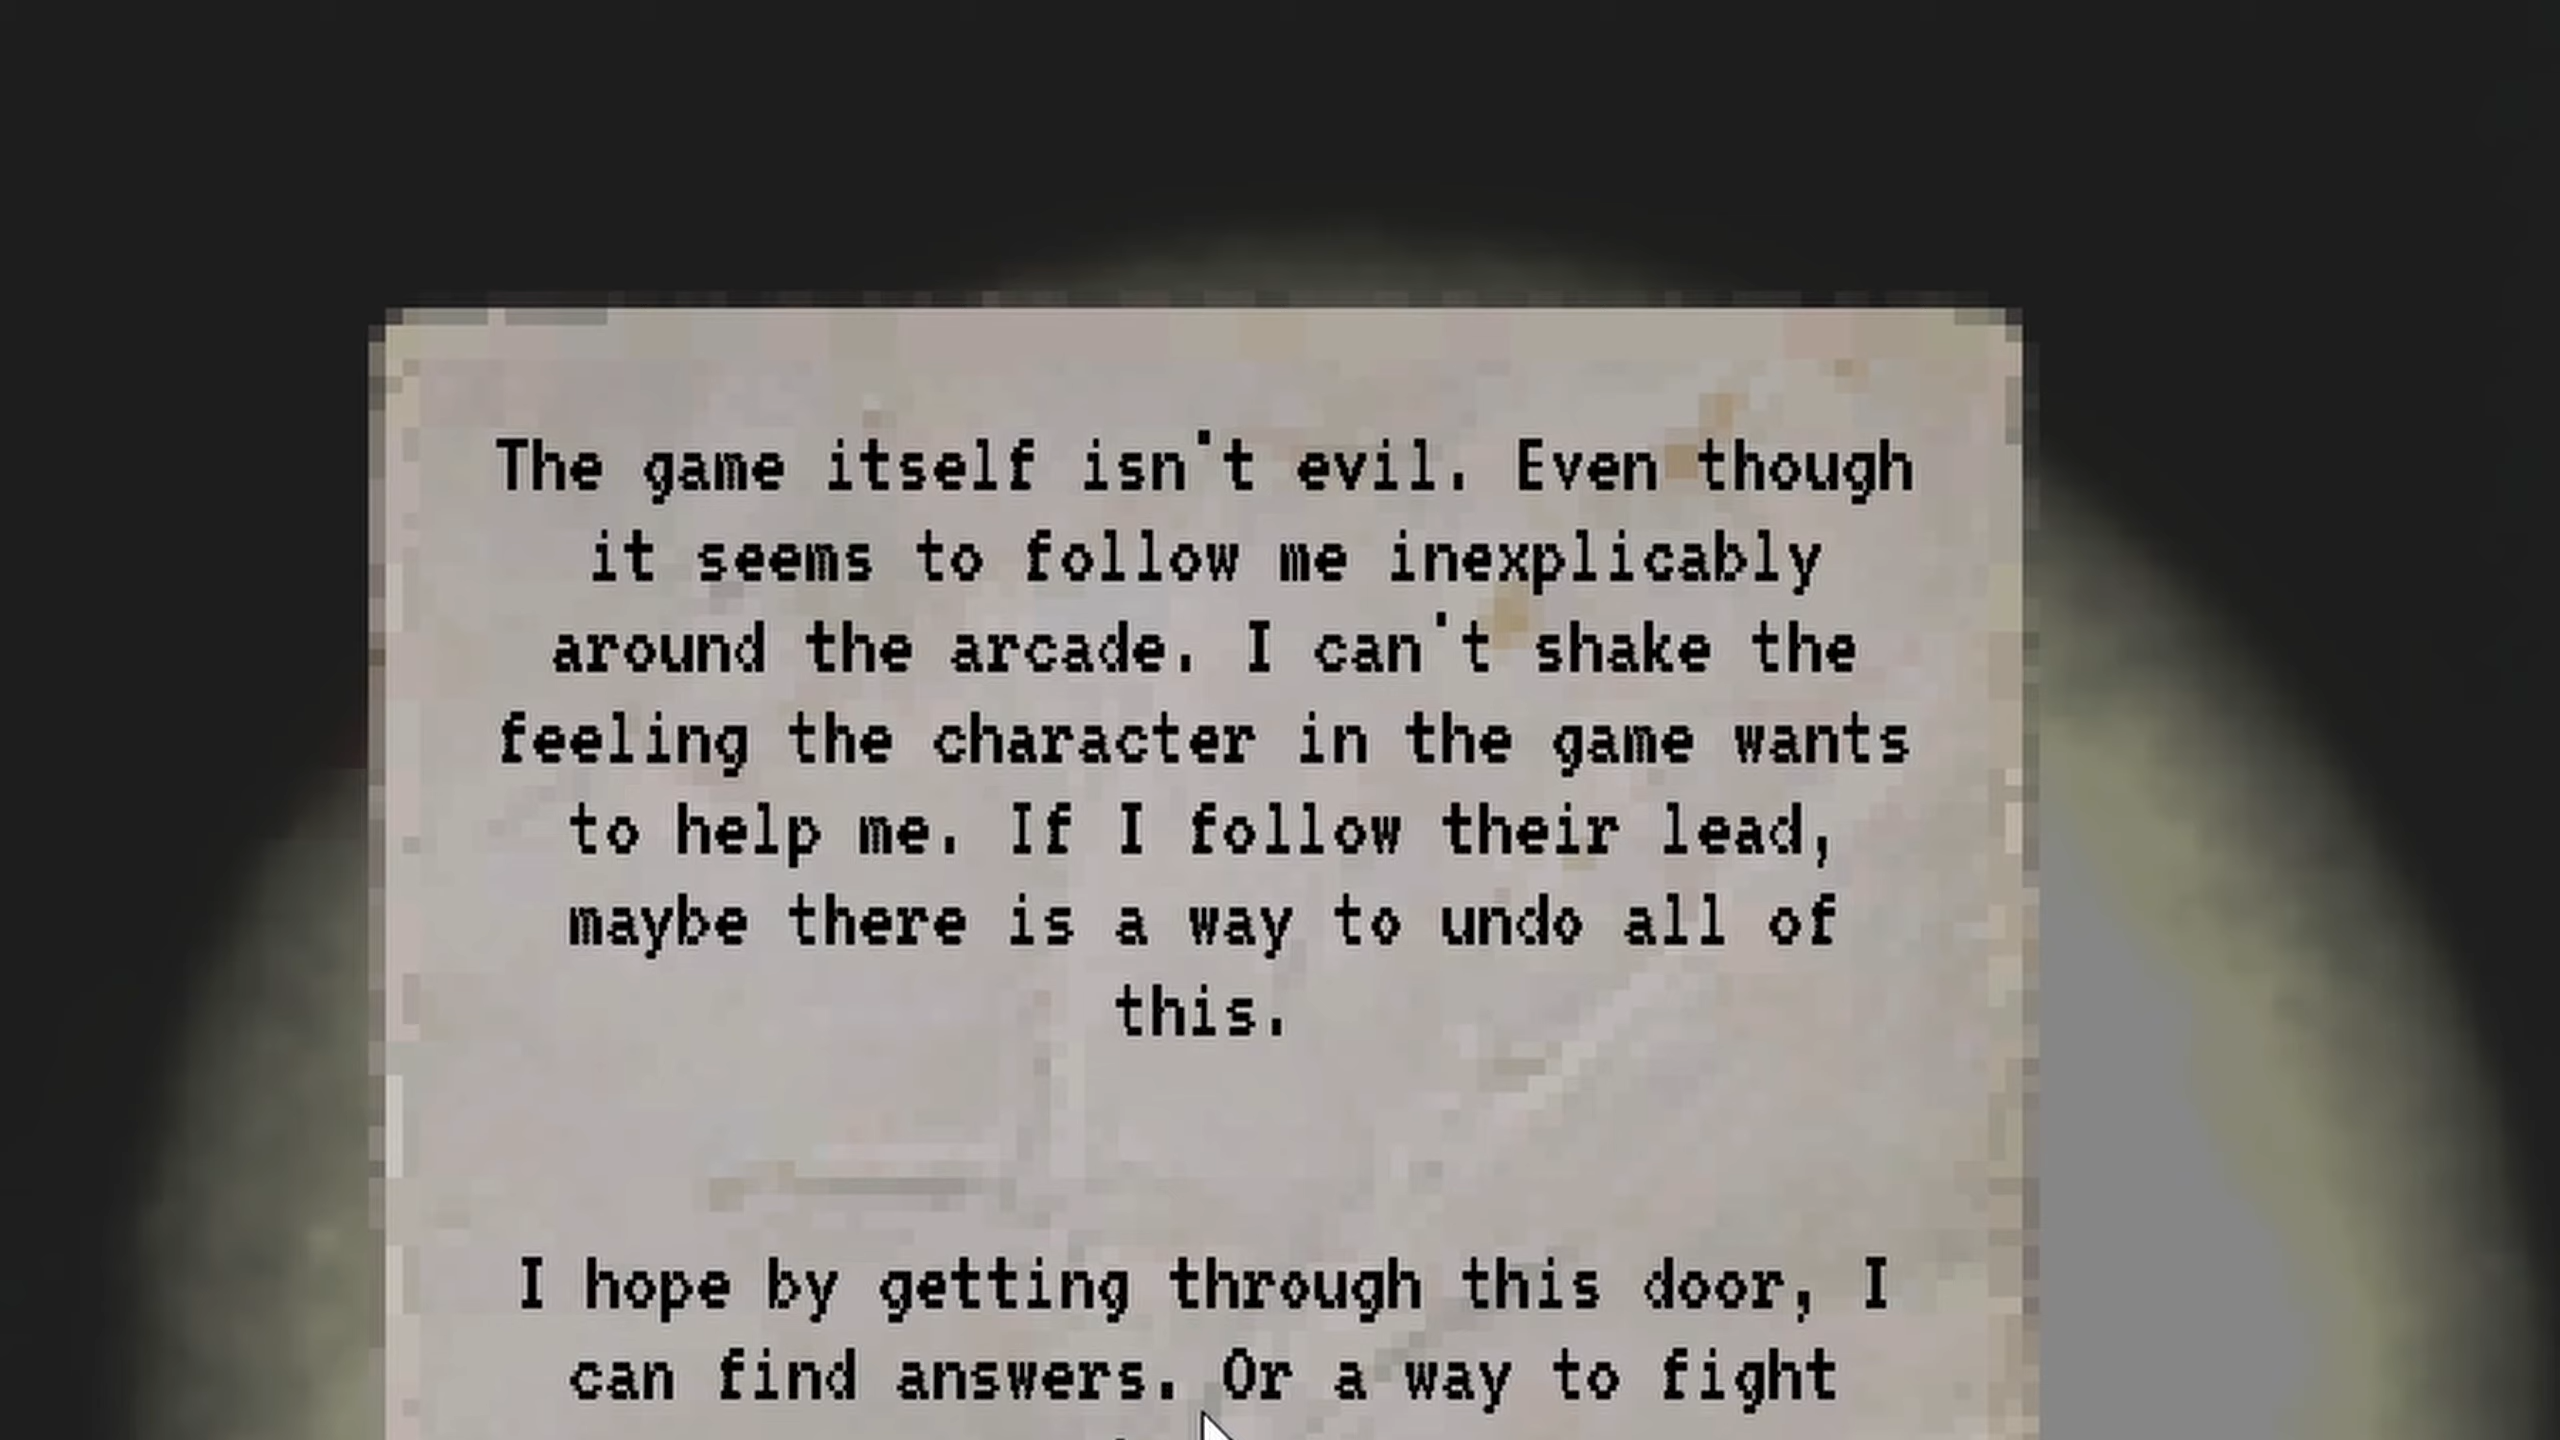 The game itself isn't evil. Even though
it seems to follow me inexplicably
around the arcade. I can't shake the
feeling the character in the game wants
to help me. If I follow their lead,
maybe there is a way to undo all of
this.
I hope by getting through this door, I
can find answers. Or a way to fight